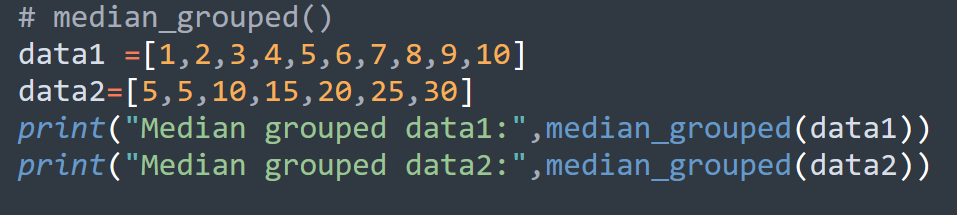 # median_grouped()
data1 =[1,2,3,4,5,6,7,8,9,10]
data2=[5,5,10,15,20,25,30]
print("Median grouped data1:",median_grouped(data1))
print("Median grouped data2:",median_grouped(data2))